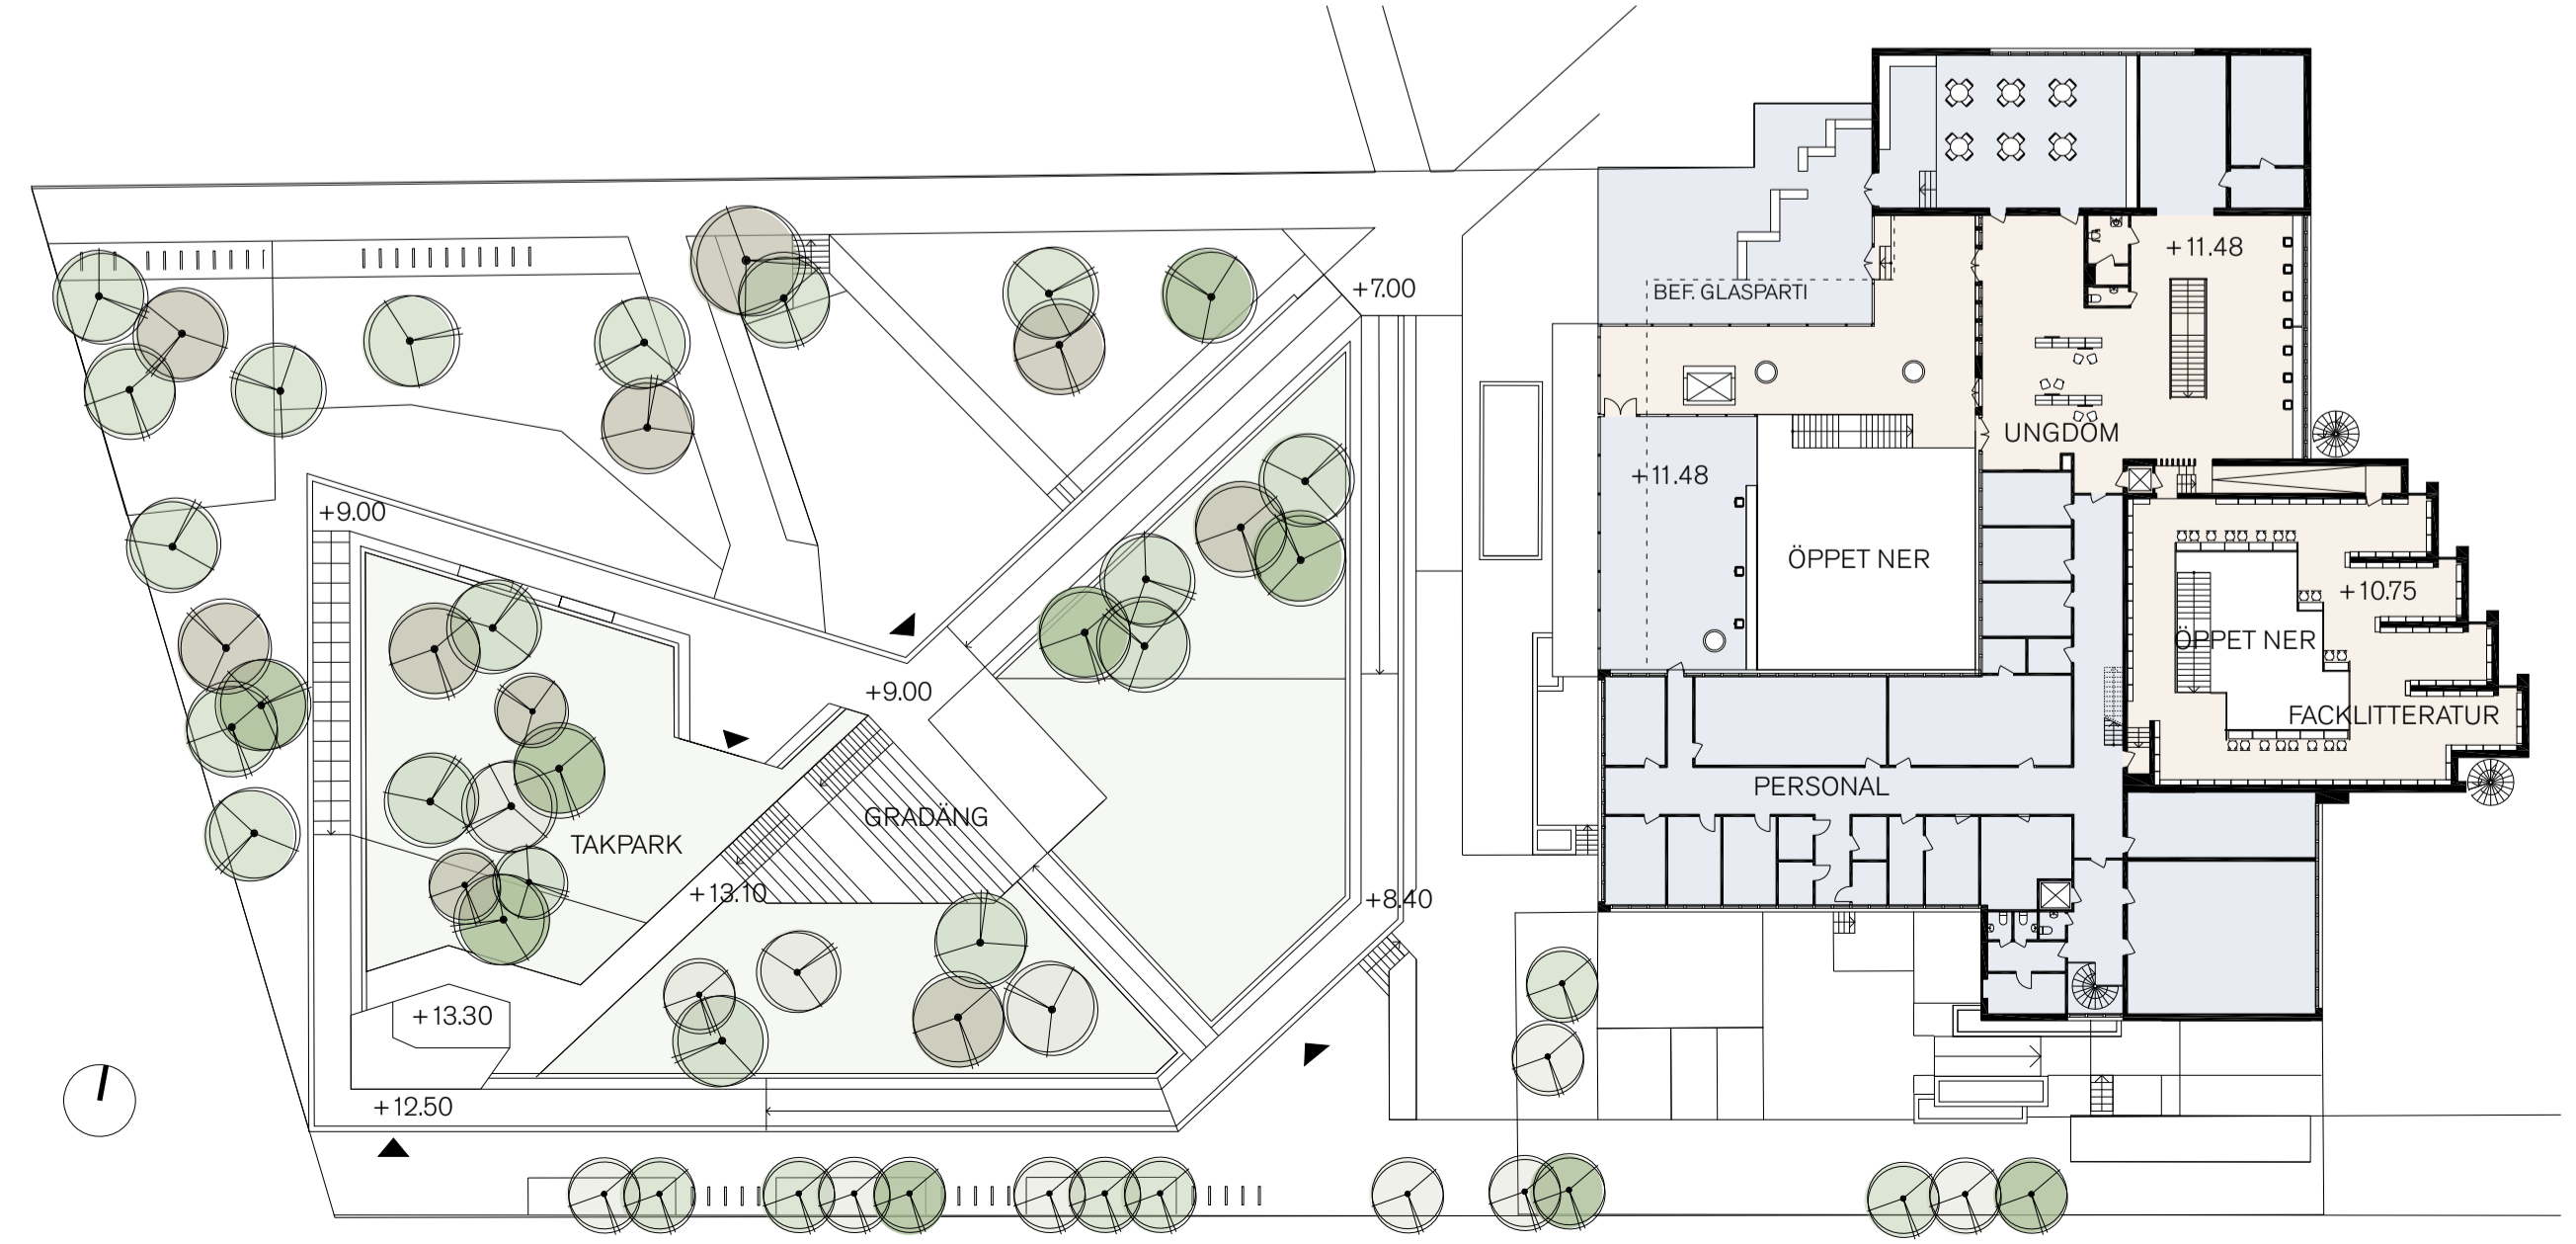 +11.48
+7.00
BEF. GLASPARTI
UNGDOM
+11.48
+9.00
ÖPPET NER
+10.75
ÖPPET NER
+9.00
FACKLITTERATUR
PERSONAL
GRADÄNG
TAKPARK
+13.10
+8.40
+13.30
+12.50